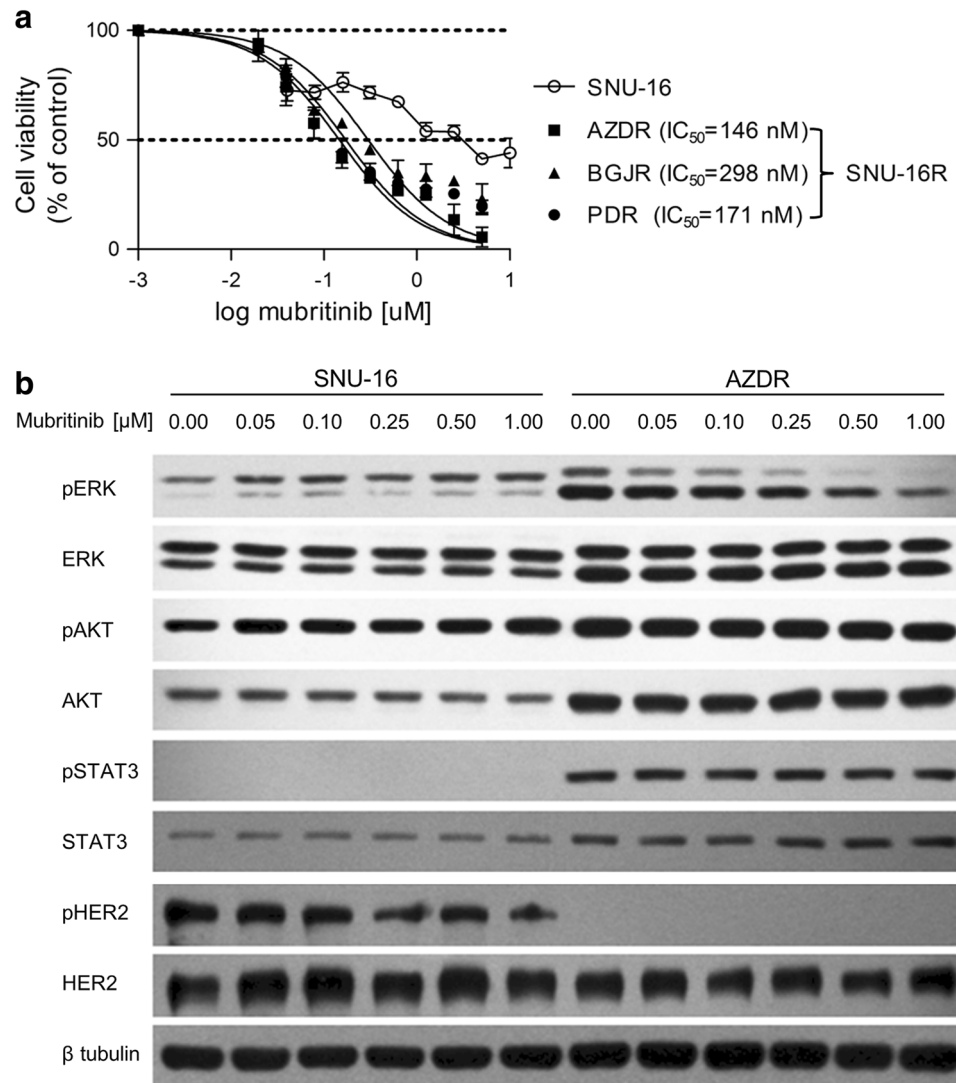 a
100
50
0
Cell viability
(% of control)
-3 -2 -1 0 1
log mubritinib [uM]
SNU-16
AZDR (IC50=146 nM)
BGJR (IC50=298 nM)
PDR (IC50=171 nM)
SNU-16R
b
SNU-16 AZDR
Mubritinib [µM] 0.00 0.05 0.10 0.25 0.50 1.00 0.00 0.05 0.10 0.25 0.50 1.00
pERK
ERK
pAKT
AKT
pSTAT3
STAT3
pHER2
HER2
β tubulin